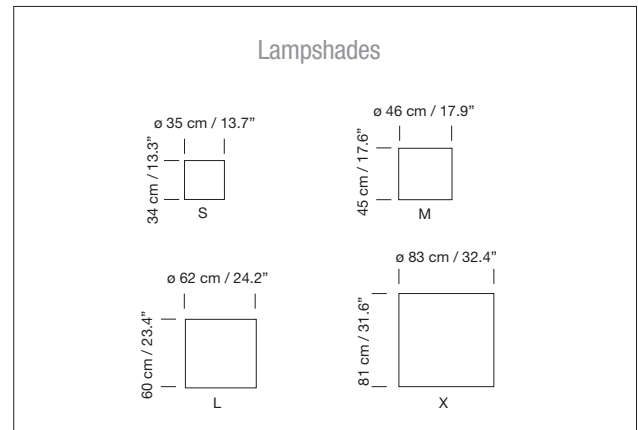 Lampshades
ø 35 cm / 13.7”
34 cm / 13.3”
S
ø 46 cm / 17.9”
45 cm / 17.6”
M
ø 62 cm / 24.2”
60 cm / 23.4”
L
ø 83 cm / 32.4”
81 cm / 31.6”
X